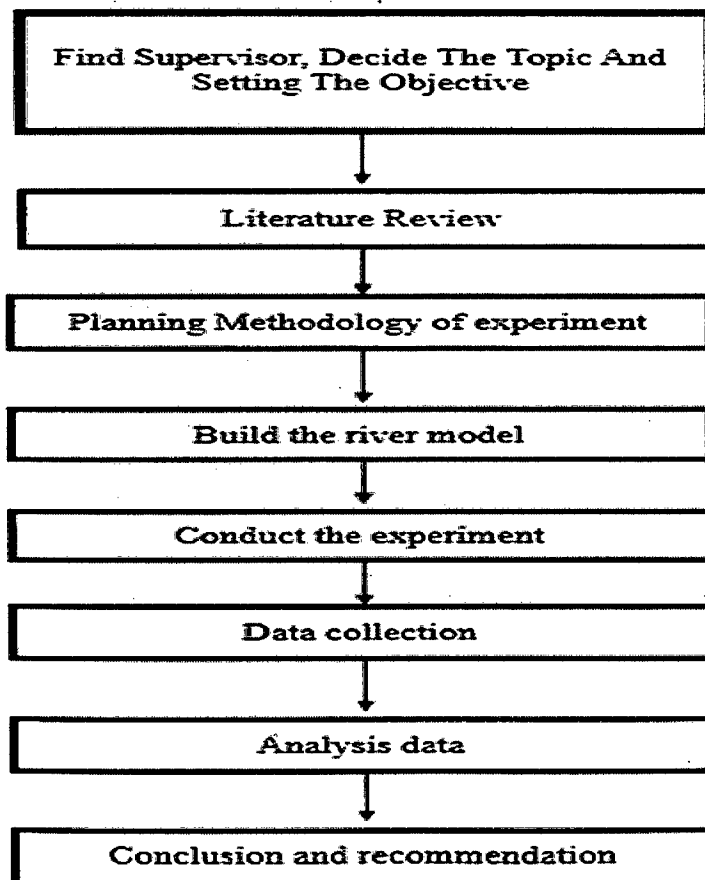 Find Supervisor, Decide The Topic And
Setting The Objective
Literature Review
Planning Methodology of experiment
Build the river model
Conduct the experiment
Data collection
Analysis data
Conclusion and recommendation